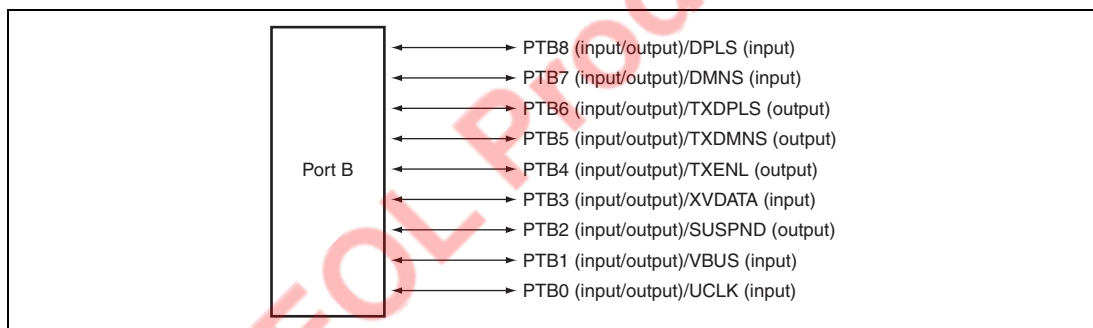 PTB8 (input/output)/DPLS (input)
PTB7 (input/output)/DMNS (input)
PTB6 (input/output)/TXDPLS (output)
PTB5 (input/output)/TXDMNS (output)
Port B
PTB4 (input/output)/TXENL (output)
PTB3 (input/output)/XVDATA (input)
PTB2 (input/output)/SUSPND (output)
PTB1 (input/output)/VBUS (input)
PTB0 (input/output)/UCLK (input)
EOL Prod